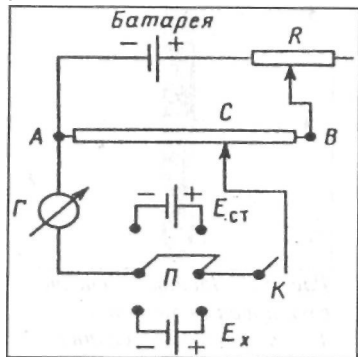 Батарея
− + R
A C B
Г
− + Eст
П K
− + Eх